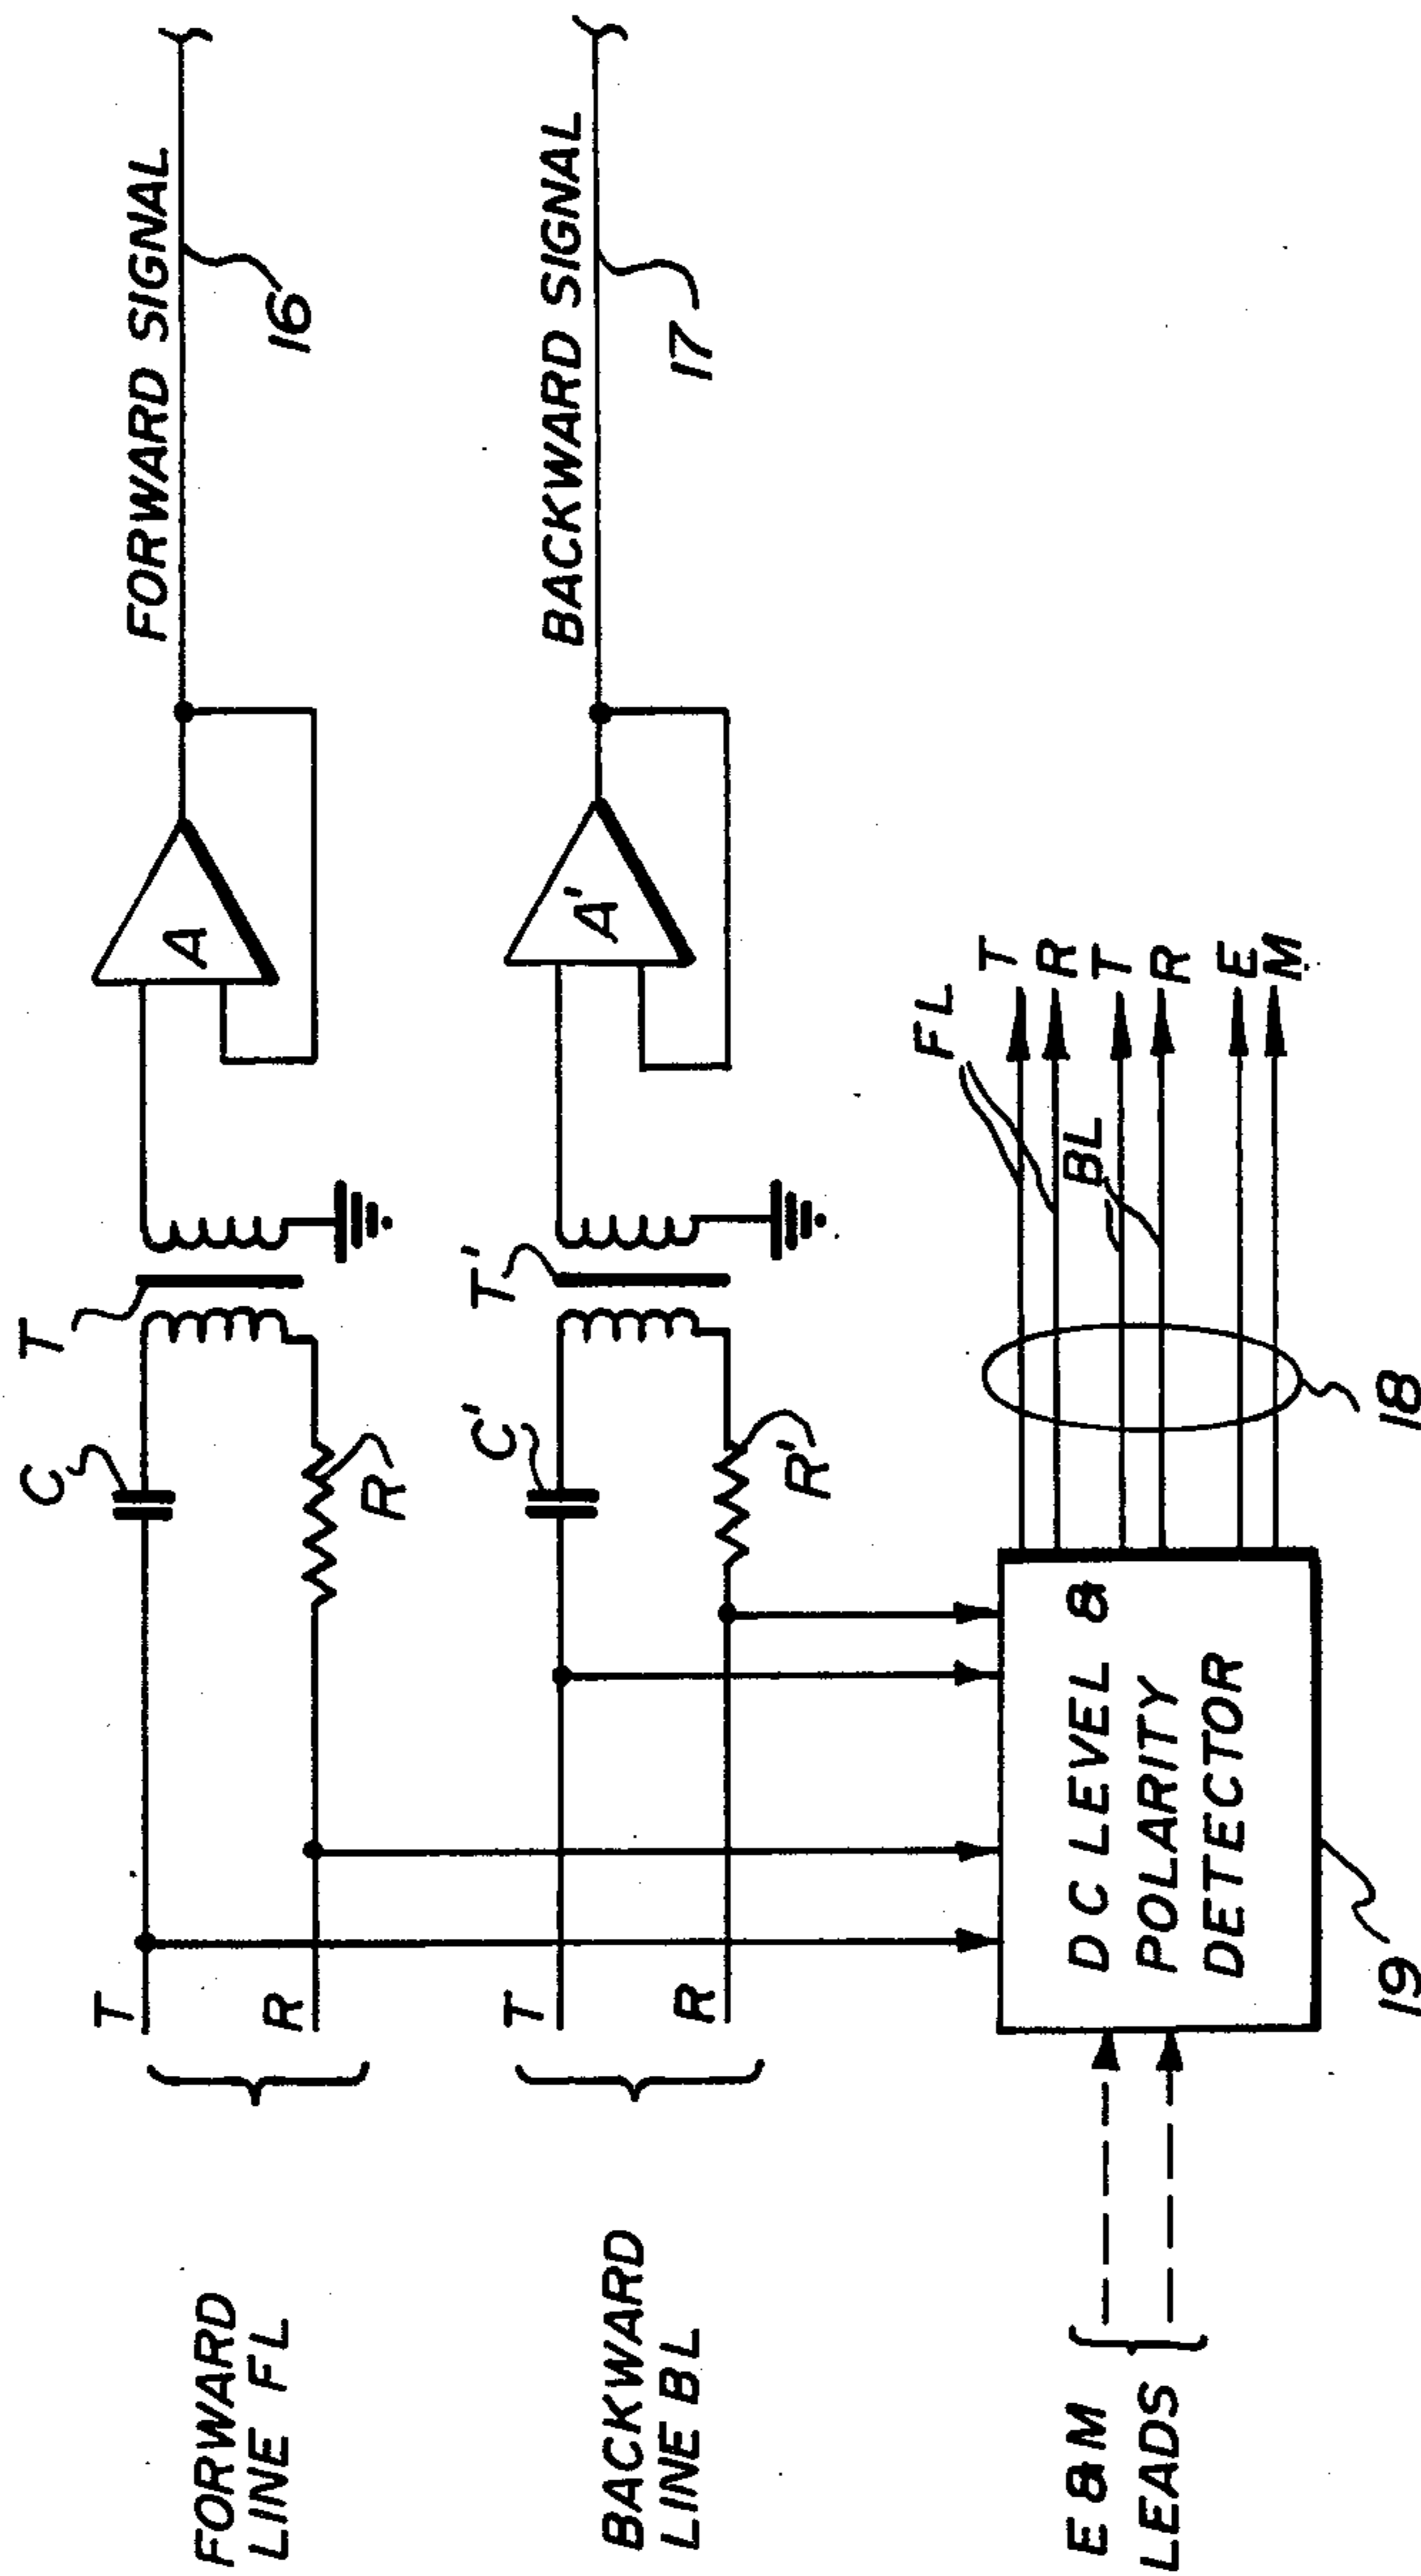 FORWARD
LINE FL
T
R
C
R
T
A
FORWARD SIGNAL
16
BACKWARD
LINE BL
T
R
C'
R'
T'
A'
BACKWARD SIGNAL
17
E & M
LEADS
DC LEVEL &
POLARITY
DETECTOR
19
18
FL
BL
T
R
T
R
E
M